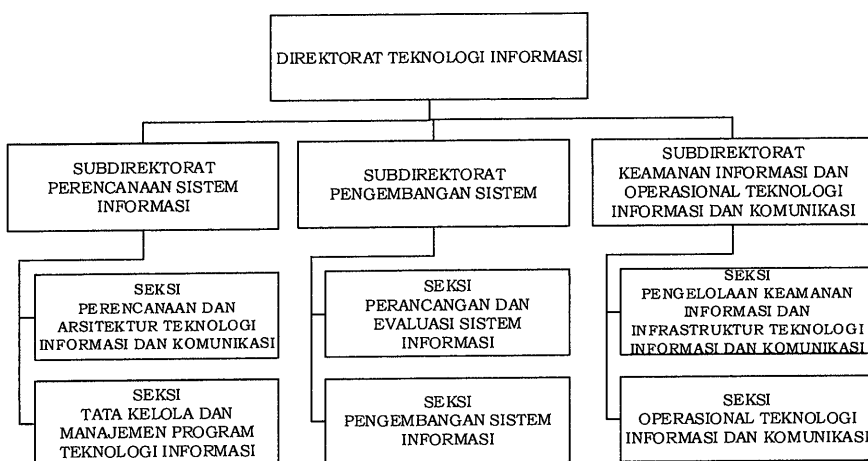 DIREKTORAT TEKNOLOGI INFORMASI
SUBDIREKTORAT
PERENCANAAN SISTEM
INFORMASI
SUBDIREKTORAT
PENGEMBANGAN SISTEM
SUBDIREKTORAT
KEAMANAN INFORMASI DAN
OPERASIONAL TEKNOLOGI
INFORMASI DAN KOMUNIKASI
SEKSI
PERENCANAAN DAN
ARSITEKTUR TEKNOLOGI
INFORMASI DAN KOMUNIKASI
SEKSI
PERANCANGAN DAN
EVALUASI SISTEM
INFORMASI
SEKSI
PENGELOLAAN KEAMANAN
INFORMASI DAN
INFRASTRUKTUR TEKNOLOGI
INFORMASI DAN KOMUNIKASI
SEKSI
TATA KELOLA DAN
MANAJEMEN PROGRAM
TEKNOLOGI INFORMASI
SEKSI
PENGEMBANGAN SISTEM
INFORMASI
SEKSI
OPERASIONAL TEKNOLOGI
INFORMASI DAN KOMUNIKASI